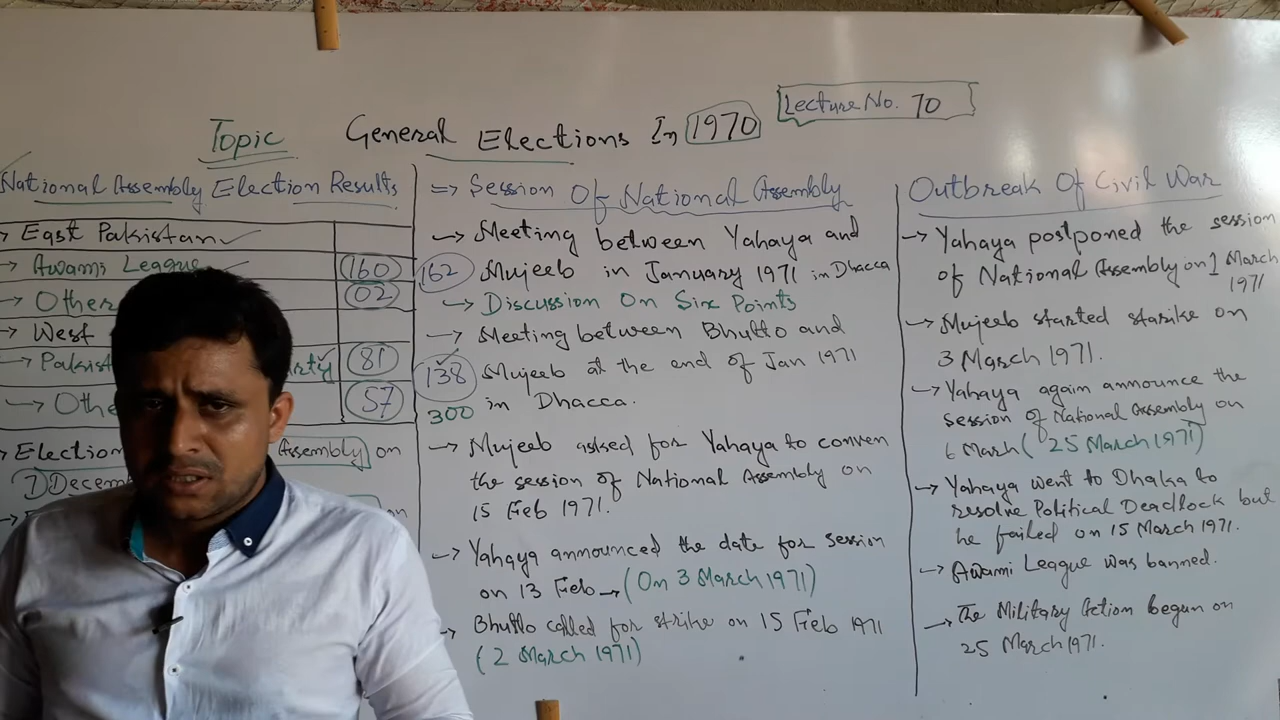 Lecture No. 70
Topic General Elections In 1970
National Assembly Election Results
→ East Pakistan
→ Awami League 160
→ Other 02
→ West
→ Pakist rty 81
→ Othe 57
→ Election Assembly on
7 Decem
on
⇒ Session Of National Assembly
→ Meeting between Yahaya and
162 Mujeeb in January 1971 in Dhacca
→ Discussion On Six Points
→ Meeting between Bhutto and
138 Mujeeb at the end of Jan 1971
300 in Dhacca.
→ Mujeeb asked for Yahaya to conven
the session of National Assembly on
15 Feb 1971.
→ Yahaya announced the date for session
on 13 Feb → (On 3 March 1971)
→ Bhutto called for strike on 15 Feb 1971
(2 March 1971)
Outbreak Of Civil War
→ Yahaya postponed the session
of National Assembly on 1 March
1971
→ Mujeeb started starike on
3 March 1971.
→ Yahaya again announce the
session of National Assembly on
6 Marh (25 March 1971)
→ Yahaya went to Dhaka to
resolve Political Deadlock but
he failed on 15 March 1971.
→ Awami League was banned.
→ The Military Action begun on
25 March 1971.